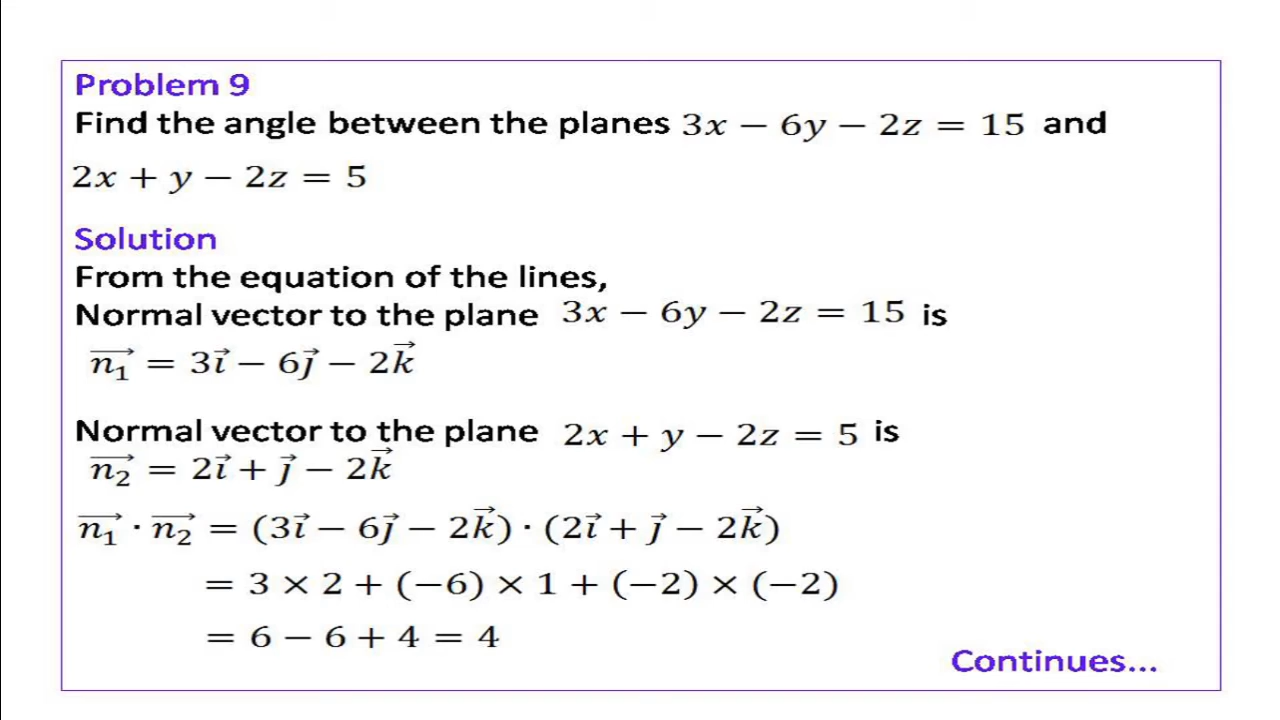 Problem 9
Find the angle between the planes 3x − 6y − 2z = 15 and
2x + y − 2z = 5
Solution
From the equation of the lines,
Normal vector to the plane 3x − 6y − 2z = 15 is
n₁⃗ = 3i⃗ − 6j⃗ − 2k⃗
Normal vector to the plane 2x + y − 2z = 5 is
n₂⃗ = 2i⃗ + j⃗ − 2k⃗
n₁⃗ · n₂⃗ = (3i⃗ − 6j⃗ − 2k⃗) · (2i⃗ + j⃗ − 2k⃗)
= 3 × 2 + (−6) × 1 + (−2) × (−2)
= 6 − 6 + 4 = 4
Continues...